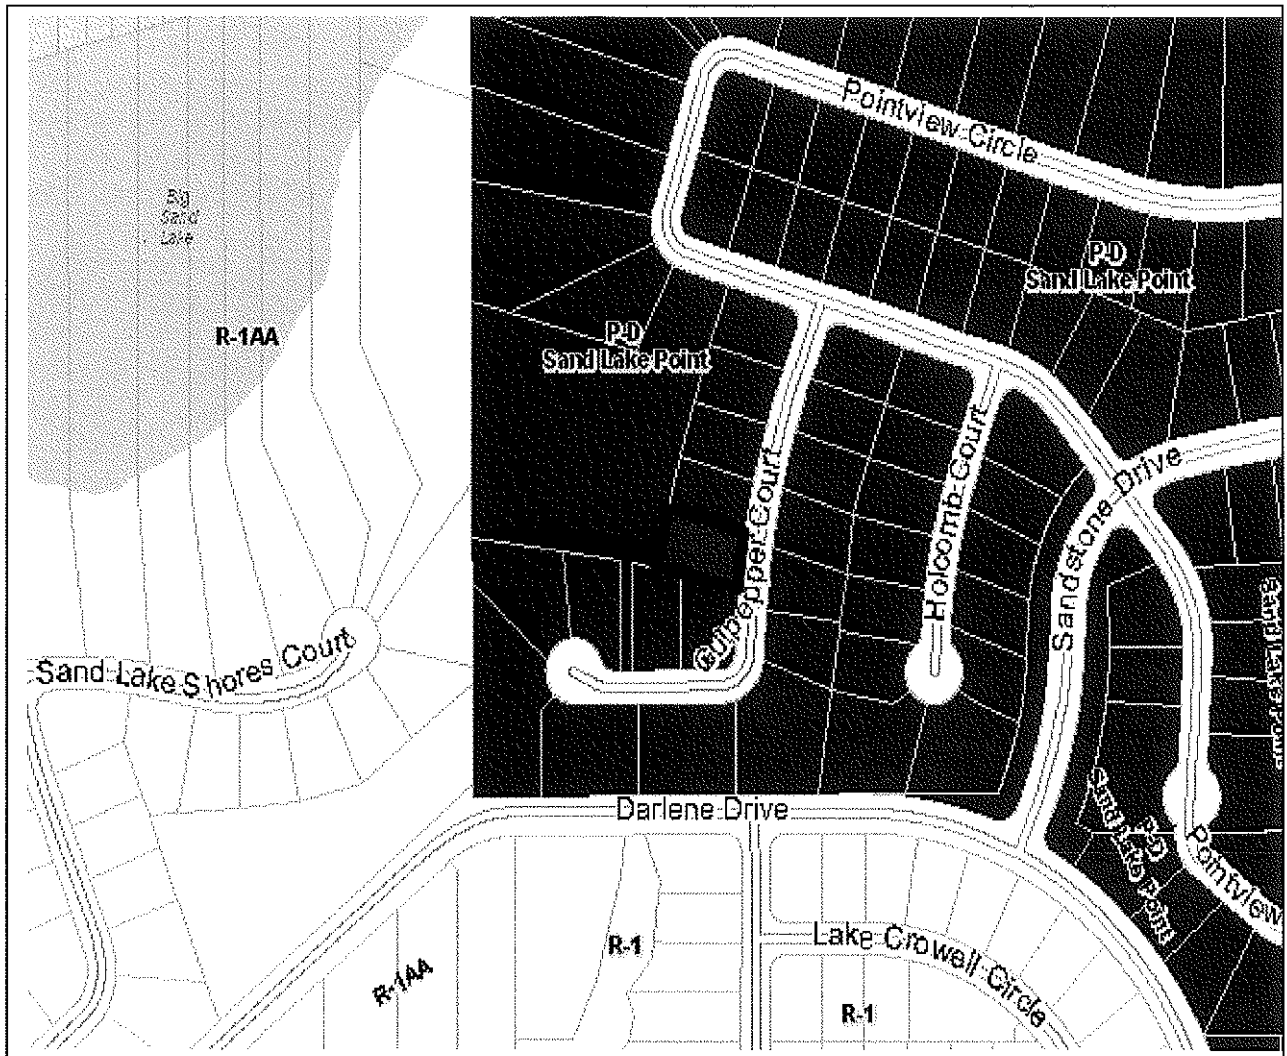 Pointview Circle
Big
Sand
Lake
P-D
Sand Lake Point
R-1AA
P-D
Sand Lake Point
Culpepper Court
Holcomb Court
Sandstone Drive
Sand Lake Shores Court
Darlene Drive
P-D
Sand Lake Point
Pointview
Lake Crowell Circle
R-1
R-1AA
R-1